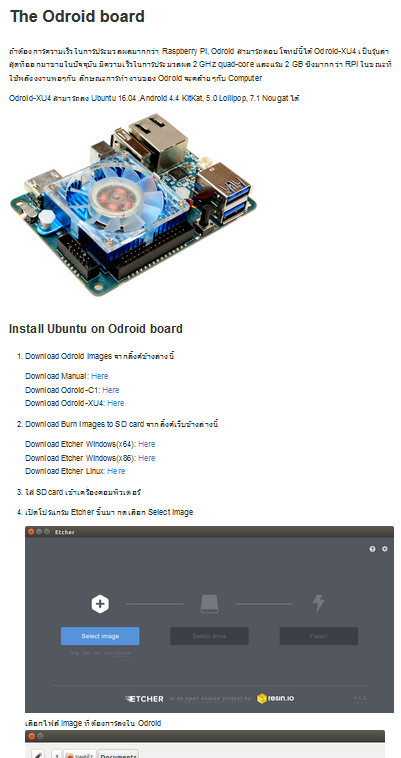 The Odroid board
ถ้าต้องการความเร็วในการประมวลผลมากกว่า Raspberry PI, Odroid สามารถตอบโจทย์นี้ได้ Odroid-XU4 เป็นรุ่นล่า
สุดที่ออกมาขายในปัจจุบัน มีความเร็วในการประมวลผล 2 GHz quad-core และแรม 2 GB ซึ่งมากกว่า RPI ในขณะที่
ใช้พลังงงานพอๆกัน ลักษณะการทำงานของ Odroid จะคล้ายๆกับ Computer
Odroid-XU4 สามารถลง Ubuntu 16.04 ,Android 4.4 KitKat, 5.0 Lollipop, 7.1 Nougat ได้
Install Ubuntu on Odroid board
1. Download Odroid Images จากลิ้งค์ข้างล่างนี้
Download Manual: Here
Download Odroid-C1: Here
Download Odroid-XU4: Here
2. Download Burn Images to SD card จากลิ้งค์เว็บข้างล่างนี้
Download Etcher Windows(x64): Here
Download Etcher Windows(x86): Here
Download Etcher Linux: Here
3. ใส่ SD card เข้าเครื่องคอมพิวเตอร์
4. เปิดโปรแกรม Etcher ขึ้นมา กดเลือก Select Image
Etcher
Select image
Select drive
Flash!
ETCHER is an open source project by resin.io
เลือกไฟล์ Image ที่ต้องการลงใน Odroid
Documents